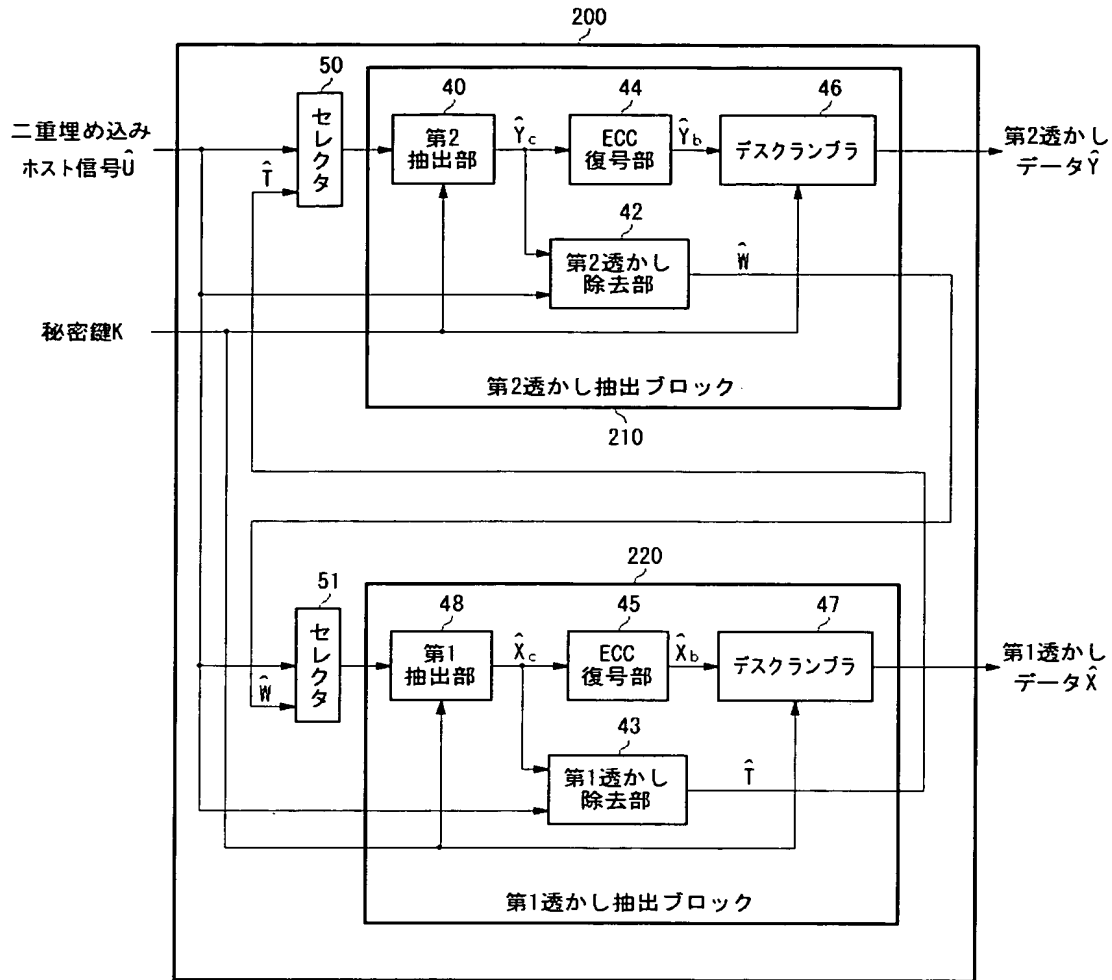 200
50
セレクタ
40
第2
抽出部
Ŷc
44
ECC
復号部
Ŷb
46
デスクランブラ
二重埋め込み
ホスト信号Û
T̂
第2透かし
データŶ
42
第2透かし
除去部
Ŵ
秘密鍵K
第2透かし抽出ブロック
210
220
51
セレクタ
Ŵ
48
第1
抽出部
X̂c
45
ECC
復号部
X̂b
47
デスクランブラ
第1透かし
データX̂
43
第1透かし
除去部
T̂
第1透かし抽出ブロック